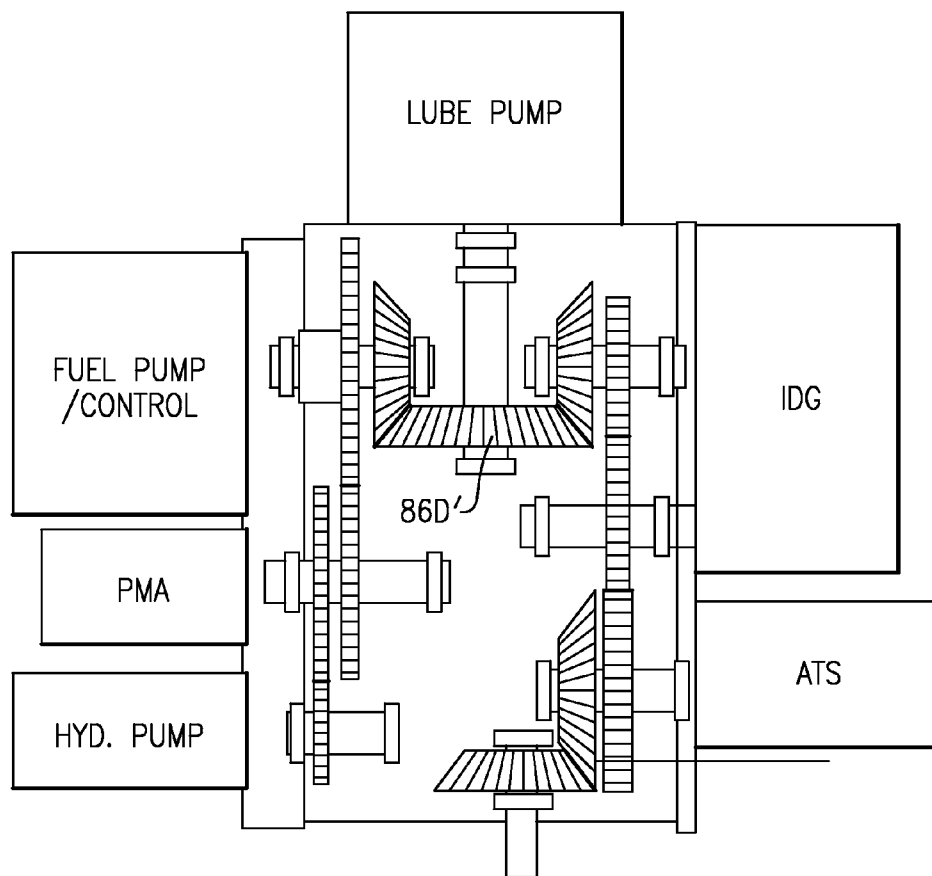 LUBE PUMP
FUEL PUMP
/CONTROL
IDG
86D'
PMA
ATS
HYD. PUMP